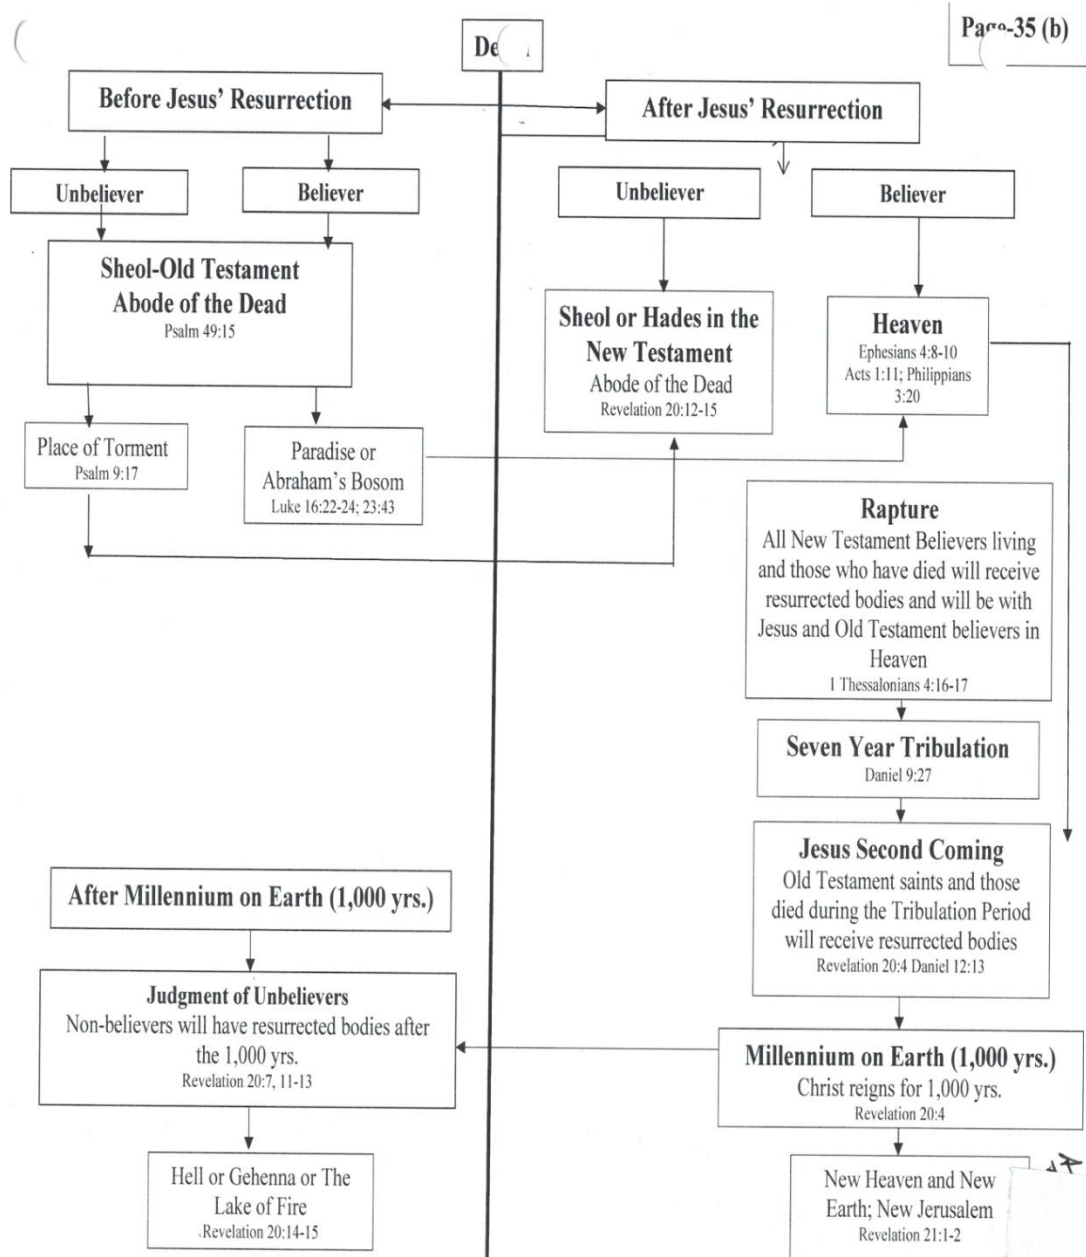 Page-35 (b)
Before Jesus' Resurrection
After Jesus' Resurrection
Unbeliever
Believer
Unbeliever
Believer
Sheol-Old Testament
Abode of the Dead
Psalm 49:15
Sheol or Hades in the
New Testament
Abode of the Dead
Revelation 20:12-15
Heaven
Ephesians 4:8-10
Acts 1:11; Philippians
3:20
Place of Torment
Psalm 9:17
Paradise or
Abraham's Bosom
Luke 16:22-24; 23:43
Rapture
All New Testament Believers living
and those who have died will receive
resurrected bodies and will be with
Jesus and Old Testament believers in
Heaven
1 Thessalonians 4:16-17
Seven Year Tribulation
Daniel 9:27
Jesus Second Coming
Old Testament saints and those
died during the Tribulation Period
will receive resurrected bodies
Revelation 20:4 Daniel 12:13
After Millennium on Earth (1,000 yrs.)
Judgment of Unbelievers
Non-believers will have resurrected bodies after
the 1,000 yrs.
Revelation 20:7, 11-13
Millennium on Earth (1,000 yrs.)
Christ reigns for 1,000 yrs.
Revelation 20:4
Hell or Gehenna or The
Lake of Fire
Revelation 20:14-15
New Heaven and New
Earth; New Jerusalem
Revelation 21:1-2